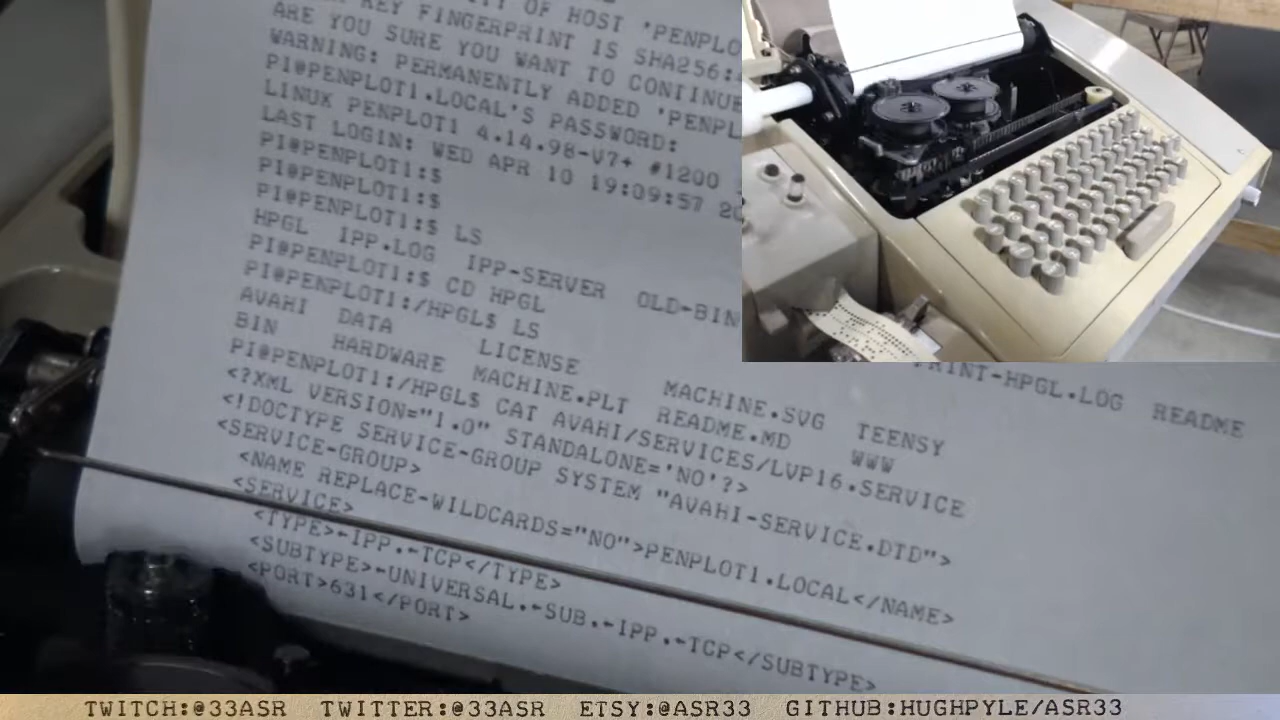 OF HOST 'PENPLO
KEY FINGERPRINT IS SHA256:
ARE YOU SURE YOU WANT TO CONTINUE
WARNING: PERMANENTLY ADDED 'PENPL
PI@PENPLOT1.LOCAL'S PASSWORD:
LINUX PENPLOT1 4.14.98-V7+ #1200
LAST LOGIN: WED APR 10 19:09:57 20
PI@PENPLOT1:$
PI@PENPLOT1:$
PI@PENPLOT1:$ LS
HPGL IPP.LOG IPP-SERVER OLD-BIN PRINT-HPGL.LOG README
PI@PENPLOT1:$ CD HPGL
PI@PENPLOT1:/HPGL$ LS
AVAHI DATA LICENSE MACHINE.SVG TEENSY
BIN HARDWARE MACHINE.PLT README.MD WWW
PI@PENPLOT1:/HPGL$ CAT AVAHI/SERVICES/LVP16.SERVICE
<?XML VERSION="1.0" STANDALONE='NO'?>
<!DOCTYPE SERVICE-GROUP SYSTEM "AVAHI-SERVICE.DTD">
<SERVICE-GROUP>
<NAME REPLACE-WILDCARDS="NO">PENPLOT1.LOCAL</NAME>
<SERVICE>
<TYPE>←IPP.←TCP</TYPE>
<SUBTYPE>←UNIVERSAL.←SUB.←IPP.←TCP</SUBTYPE>
<PORT>631</PORT>
TWITCH:@33ASR TWITTER:@33ASR ETSY:@ASR33 GITHUB:HUGHPYLE/ASR33